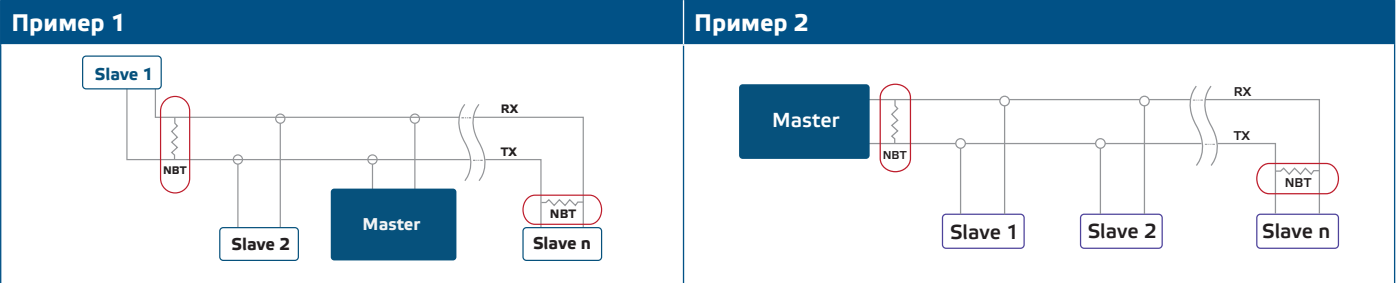 Пример 1
Slave 1
RX
TX
NBT
NBT
Slave 2
Master
Slave n
Пример 2
Master
RX
TX
NBT
NBT
Slave 1
Slave 2
Slave n